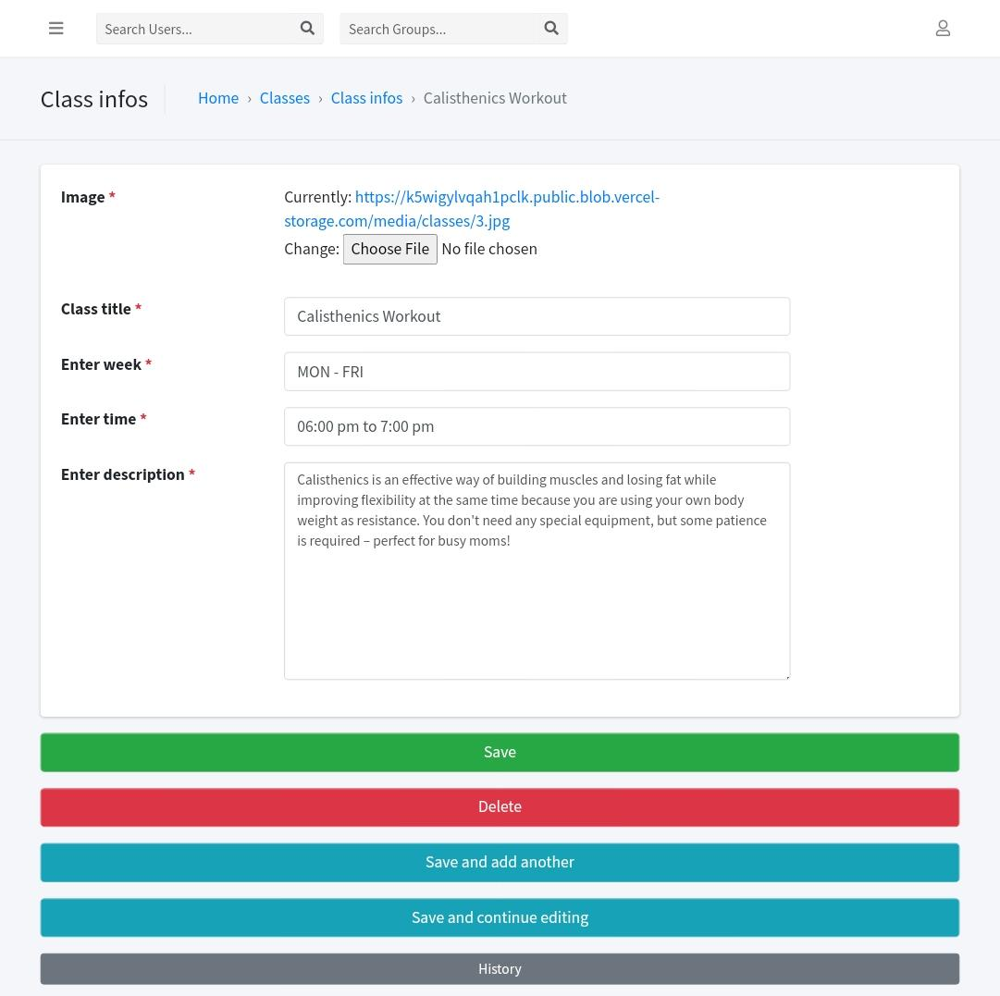 Search Users...
Search Groups...
Class infos
Home › Classes › Class infos › Calisthenics Workout
Image *
Currently: https://k5wigylvqah1pclk.public.blob.vercel-
storage.com/media/classes/3.jpg
Change: Choose File No file chosen
Class title *
Calisthenics Workout
Enter week *
MON - FRI
Enter time *
06:00 pm to 7:00 pm
Enter description *
Calisthenics is an effective way of building muscles and losing fat while
improving flexibility at the same time because you are using your own body
weight as resistance. You don't need any special equipment, but some patience
is required – perfect for busy moms!
Save
Delete
Save and add another
Save and continue editing
History